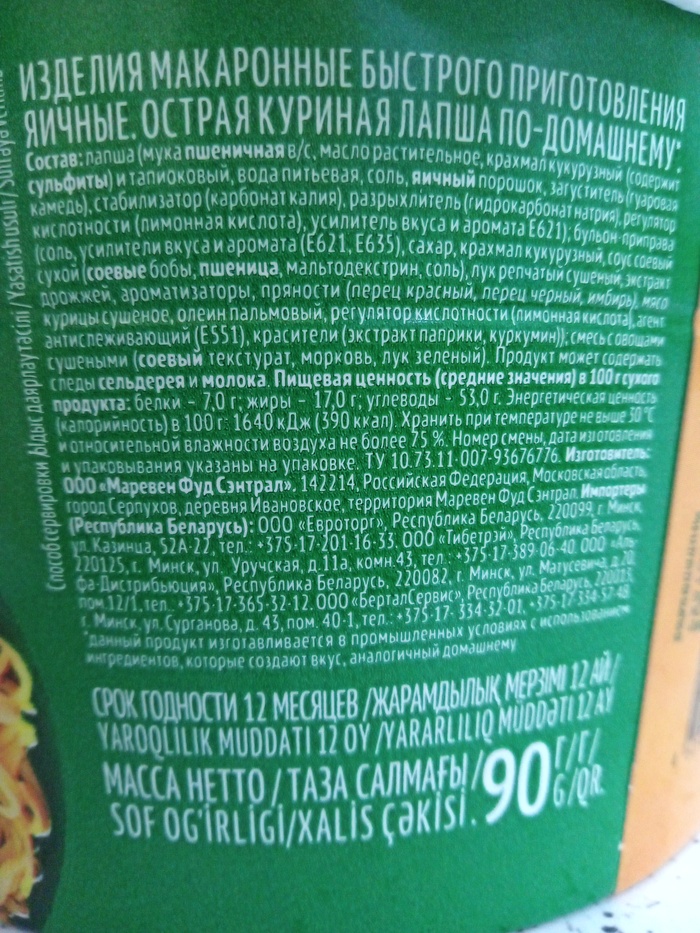 ИЗДЕЛИЯ МАКАРОННЫЕ БЫСТРОГО ПРИГОТОВЛЕНИЯ
ЯИЧНЫЕ. ОСТРАЯ КУРИНАЯ ЛАПША ПО-ДОМАШНЕМУ*.
Состав: лапша (мука пшеничная в/с, масло растительное, крахмал кукурузный (содержит
сульфиты) и тапиоковый, вода питьевая, соль, яичный порошок, загуститель (гуаровая
камедь), стабилизатор (карбонат калия), разрыхлитель (гидрокарбонат натрия), регулятор
кислотности (лимонная кислота), усилитель вкуса и аромата Е621); бульон-приправа
(соль, усилители вкуса и аромата (Е621, Е635), сахар, крахмал кукурузный, соус соевый
сухой (соевые бобы, пшеница, мальтодекстрин, соль), лук репчатый сушеный, экстракт
дрожжей, ароматизаторы, пряности (перец красный, перец черный, имбирь), мясо
курицы сушёное, олеин пальмовый, регулятор кислотности (лимонная кислота), агент
антислеживающий (Е551), красители (экстракт паприки, куркумин)); смесь с овощами
сушеными (соевый текстурат, морковь, лук зеленый). Продукт может содержать
следы сельдерея и молока. Пищевая ценность (средние значения) в 100 г сухого
продукта: белки - 7,0 г; жиры - 17,0 г; углеводы - 53,0 г. Энергетическая ценность
(калорийность) в 100 г: 1640 кДж (390 ккал). Хранить при температуре не выше 30 °С
и относительной влажности воздуха не более 75 %. Номер смены, дата изготовления
и упаковывания указаны на упаковке. ТУ 10.73.11-007-93676776. Изготовитель:
ООО «Маревен Фуд Сэнтрал». 142214, Российская Федерация, Московская область,
город Серпухов, деревня Ивановское, территория Маревен Фуд Сэнтрал. Импортеры
(Республика Беларусь): ООО «Евроторг», Республика Беларусь, 220099, г. Минск,
ул. Казинца, 52А-22, тел.: +375-17-201-16-33. ООО «Тибетрэй», Республика Беларусь,
220125, г. Минск, ул. Уручская, д.11а, комн.43, тел.: +375-17-389-06-40. ООО «Аль-
фа-Дистрибьюция», Республика Беларусь, 220082, г. Минск, ул. Матусевича, д.20,
пом.12/1, тел.: +375-17-365-32-12. ООО «БерталСервис», Республика Беларусь, 220013,
г. Минск, ул. Сурганова, д. 43, пом. 40-1, тел.: +375-17- 334-32-01, +375-17-334-57-48.
*данный продукт изготавливается в промышленных условиях с использованием
ингредиентов, которые создают вкус, аналогичный домашнему
СРОК ГОДНОСТИ 12 МЕСЯЦЕВ /ЖАРАМДЫЛЫҚ МЕРЗІМІ 12 АЙ/
YAROQLILIK MUDDATI 12 OY /YARARLILIQ MÜDDƏTI 12 AY
МАССА НЕТТО / ТАЗА САЛМАҒЫ / 90 Г/Г/
SOF OG'IRLIGI/XALIS ÇƏKİSİ. G/QR.
Способ сервировки /Ыдыс даярлау тәсілі